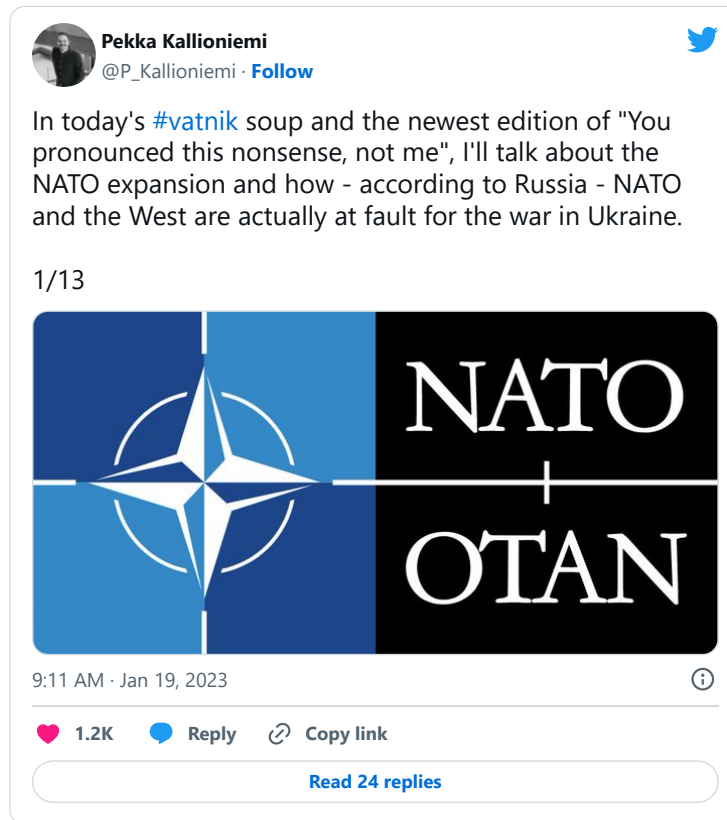 Pekka Kallioniemi
@P_Kallioniemi · Follow
In today's #vatnik soup and the newest edition of "You
pronounced this nonsense, not me", I'll talk about the
NATO expansion and how - according to Russia - NATO
and the West are actually at fault for the war in Ukraine.
1/13
NATO
OTAN
9:11 AM · Jan 19, 2023
1.2K Reply Copy link
Read 24 replies